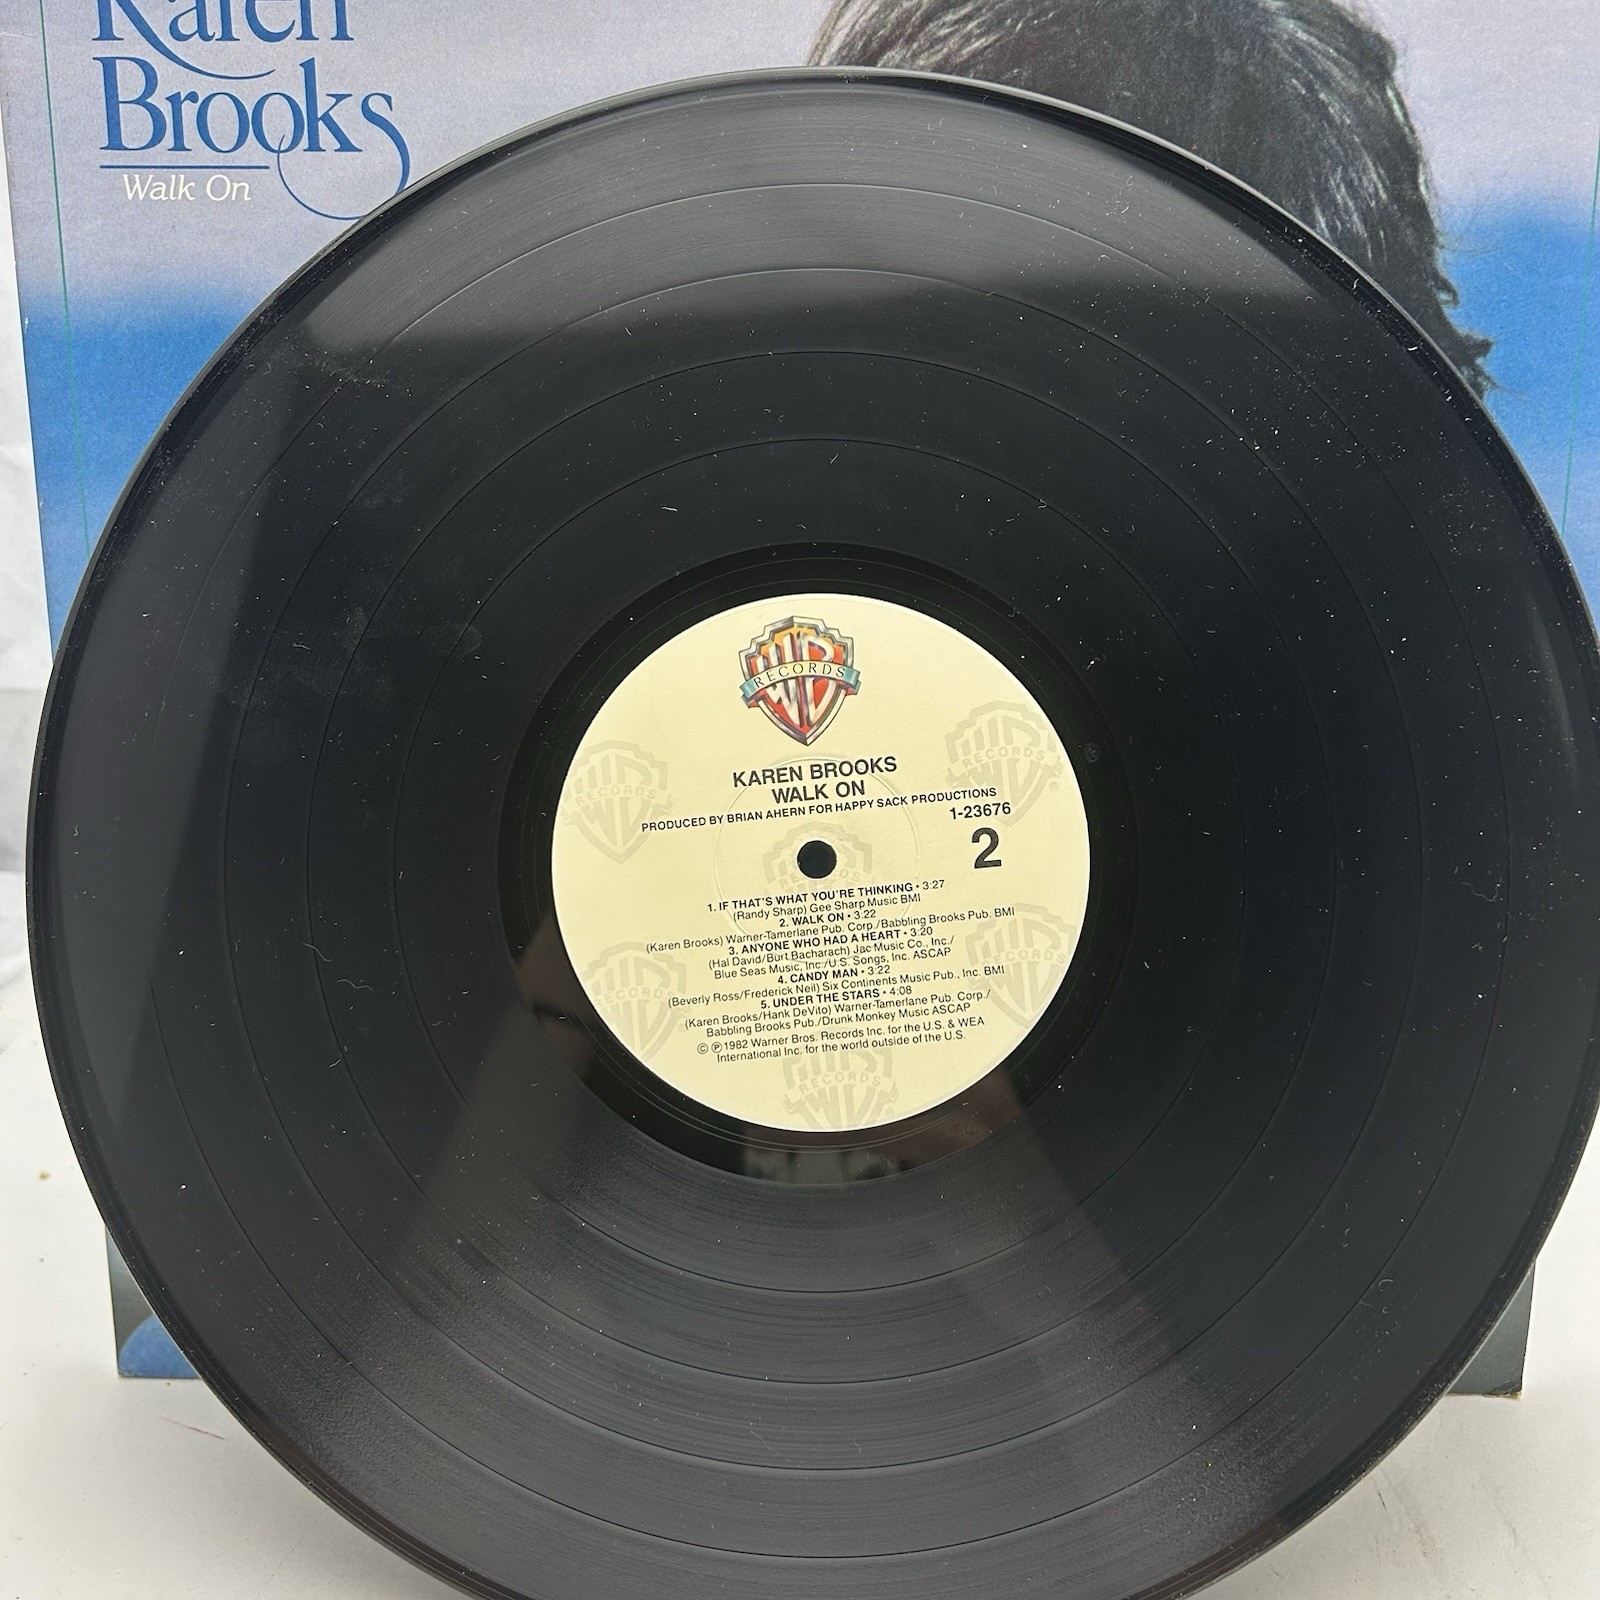 Karen
Brooks
Walk On
WB
RECORDS
KAREN BROOKS
WALK ON
PRODUCED BY BRIAN AHERN FOR HAPPY SACK PRODUCTIONS
1-23676
2
1. IF THAT'S WHAT YOU'RE THINKING • 3:27
(Randy Sharp) Gee Sharp Music BMI
2. WALK ON • 3:22
(Karen Brooks) Warner-Tamerlane Pub. Corp./Babbling Brooks Pub. BMI
3. ANYONE WHO HAD A HEART • 3:20
(Hal David/Burt Bacharach) Jac Music Co., Inc./
Blue Seas Music, Inc./U.S. Songs, Inc. ASCAP
4. CANDY MAN • 3:22
(Beverly Ross/Frederick Neil) Six Continents Music Pub., Inc. BMI
5. UNDER THE STARS • 4:08
(Karen Brooks/Hank DeVito) Warner-Tamerlane Pub. Corp./
Babbling Brooks Pub./Drunk Monkey Music ASCAP
© ℗ 1982 Warner Bros. Records Inc. for the U.S. & WEA
International Inc. for the world outside of the U.S.